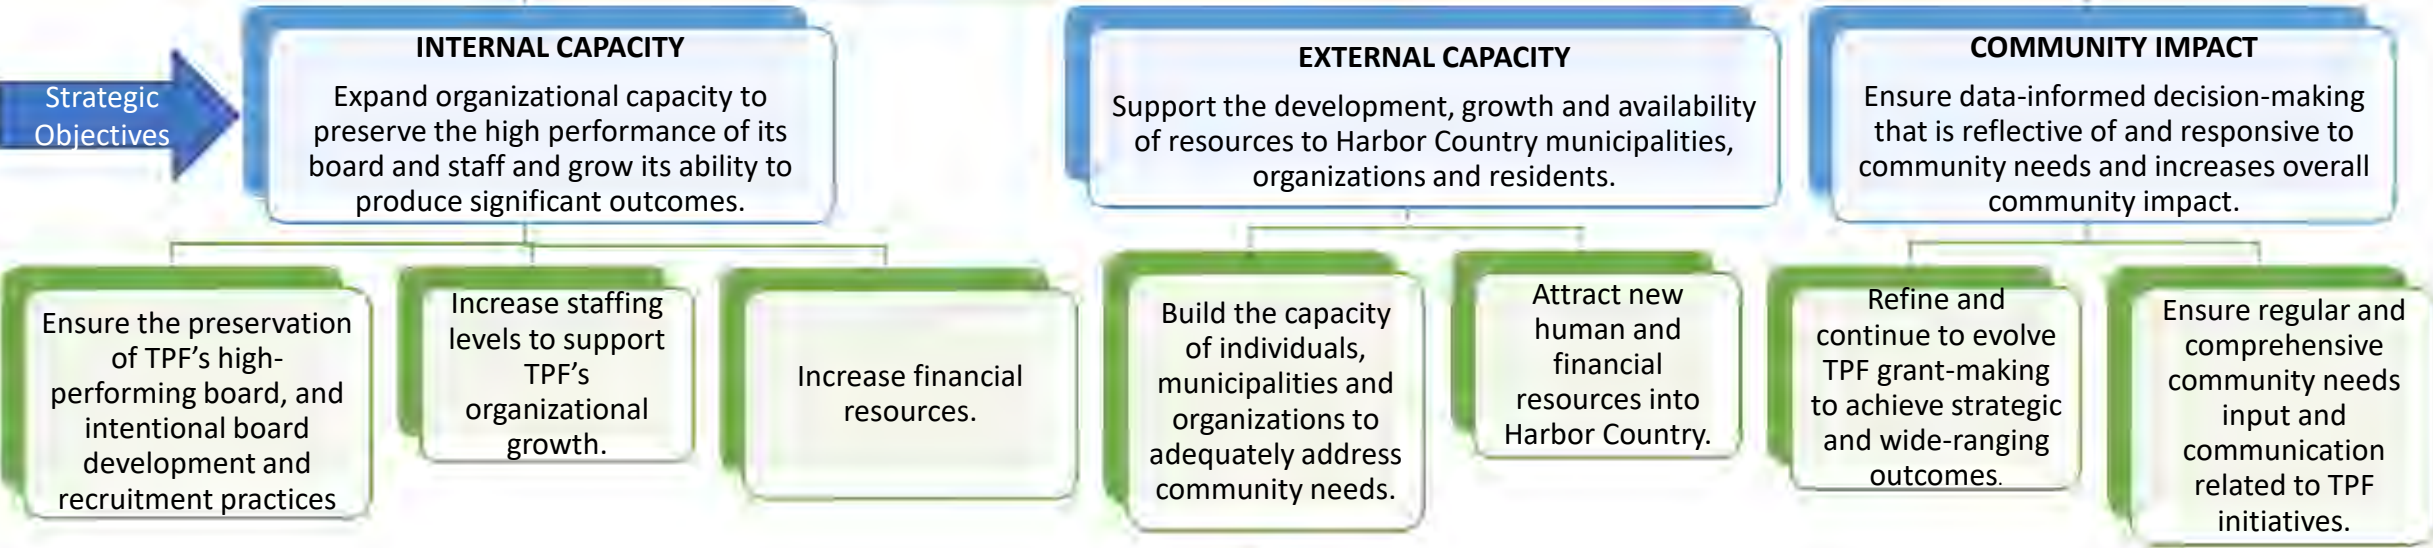 Strategic
Objectives
INTERNAL CAPACITY
Expand organizational capacity to
preserve the high performance of its
board and staff and grow its ability to
produce significant outcomes.
EXTERNAL CAPACITY
Support the development, growth and availability
of resources to Harbor Country municipalities,
organizations and residents.
COMMUNITY IMPACT
Ensure data-informed decision-making
that is reflective of and responsive to
community needs and increases overall
community impact.
Ensure the preservation
of TPF’s high-
performing board, and
intentional board
development and
recruitment practices
Increase staffing
levels to support
TPF’s
organizational
growth.
Increase financial
resources.
Build the capacity
of individuals,
municipalities and
organizations to
adequately address
community needs.
Attract new
human and
financial
resources into
Harbor Country.
Refine and
continue to evolve
TPF grant-making
to achieve strategic
and wide-ranging
outcomes.
Ensure regular and
comprehensive
community needs
input and
communication
related to TPF
initiatives.